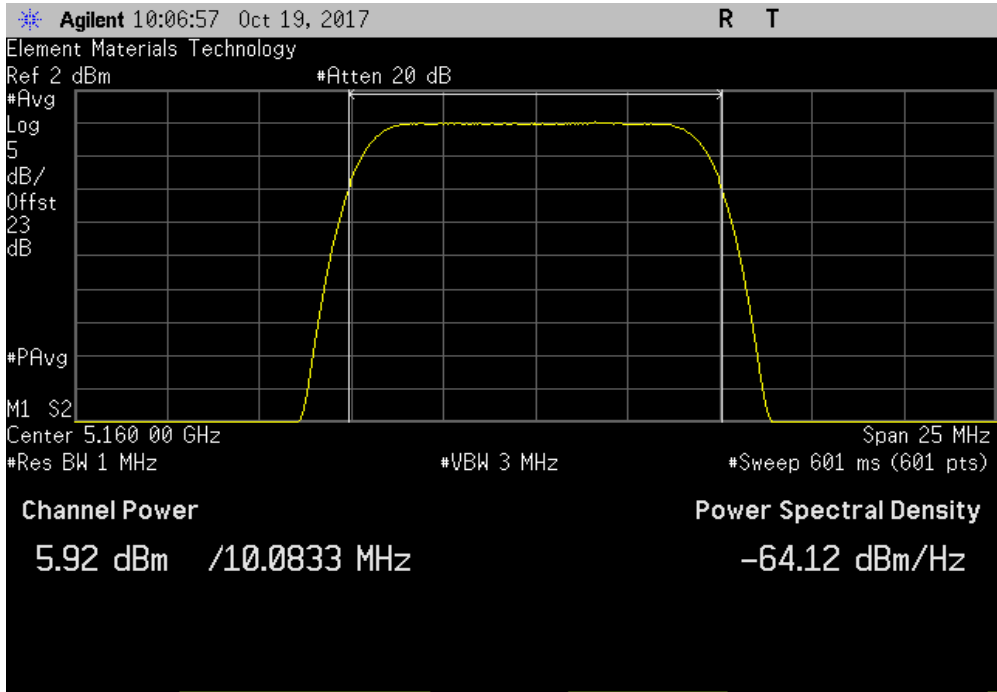 Agilent 10:06:57 Oct 19, 2017 R T
Element Materials Technology
Ref 2 dBm #Atten 20 dB
#Avg
Log
5
dB/
Offst
23
dB
#PAvg
M1 S2
Center 5.160 00 GHz Span 25 MHz
#Res BW 1 MHz #VBW 3 MHz #Sweep 601 ms (601 pts)
Channel Power Power Spectral Density
5.92 dBm /10.0833 MHz -64.12 dBm/Hz